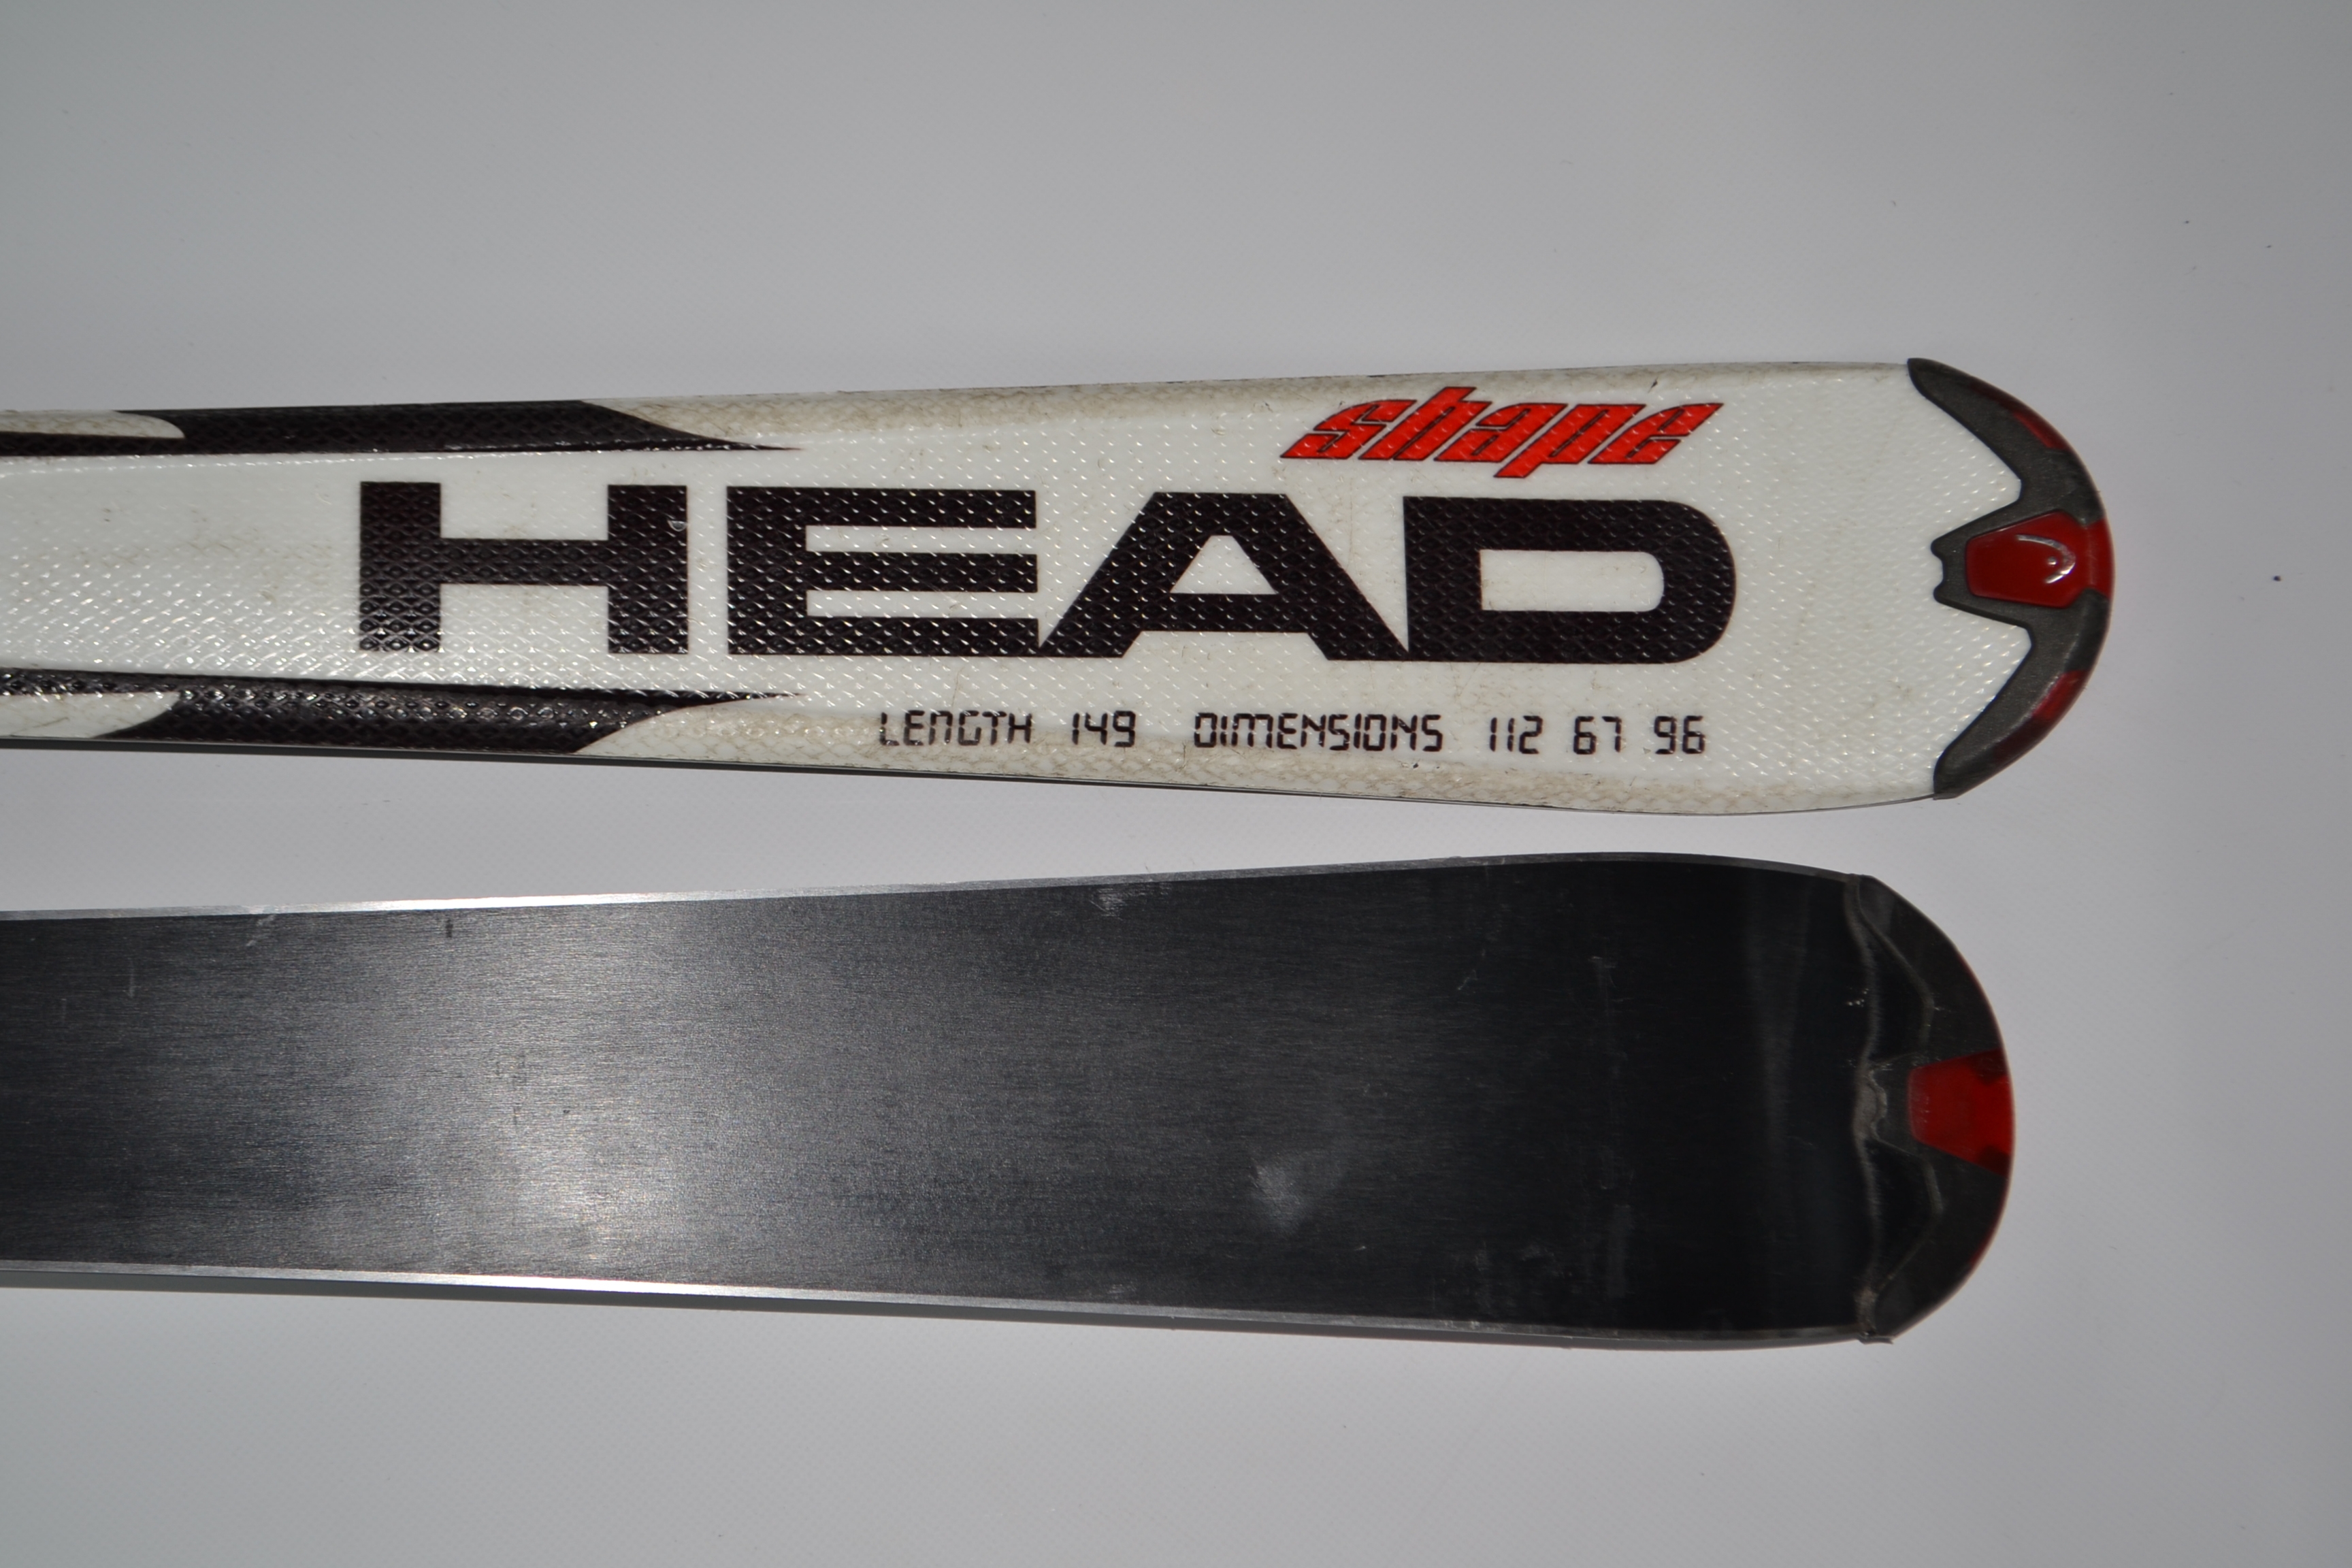 shape
HEAD
LENGTH 149 DIMENSIONS 112 67 96